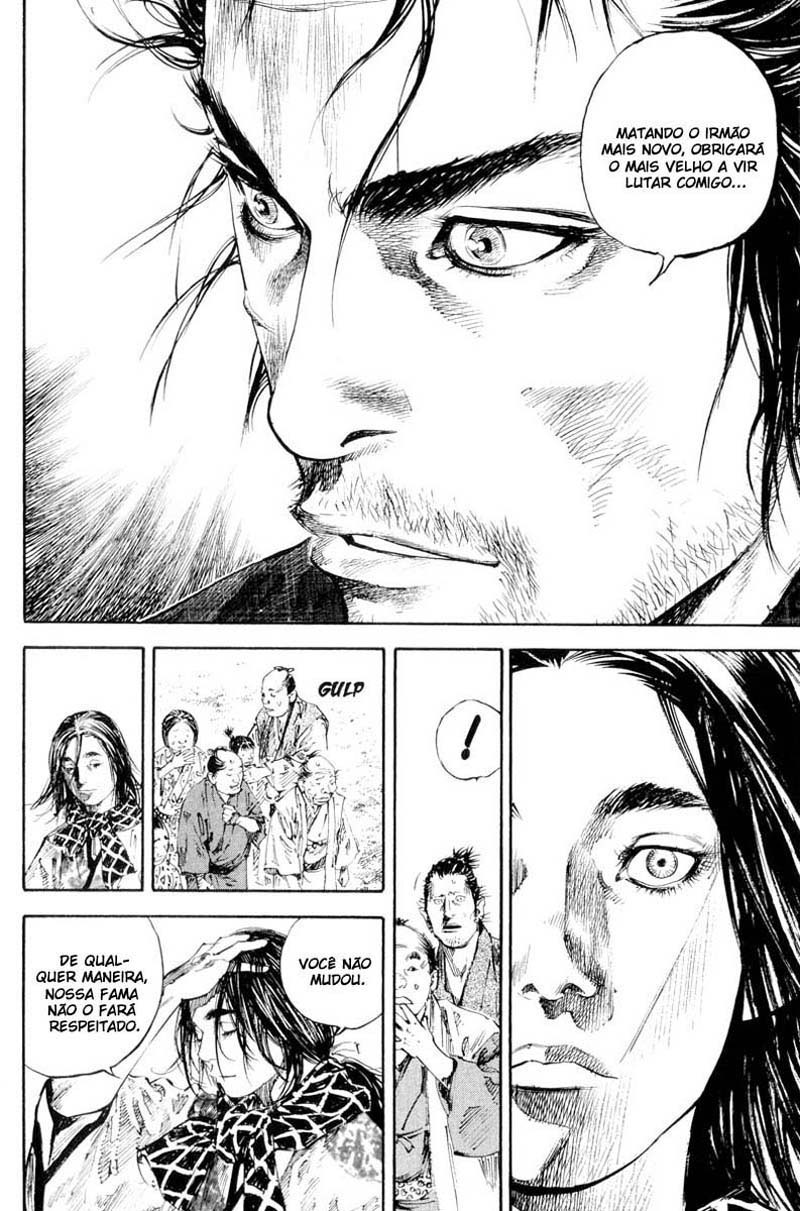 MATANDO O IRMÃO
MAIS NOVO, OBRIGARÁ
O MAIS VELHO A VIR
LUTAR COMIGO...
!
GULP
VOCÊ NÃO
MUDOU.
DE QUAL-
QUER MANEIRA,
NOSSA FAMA
NÃO O FARÁ
RESPEITADO.